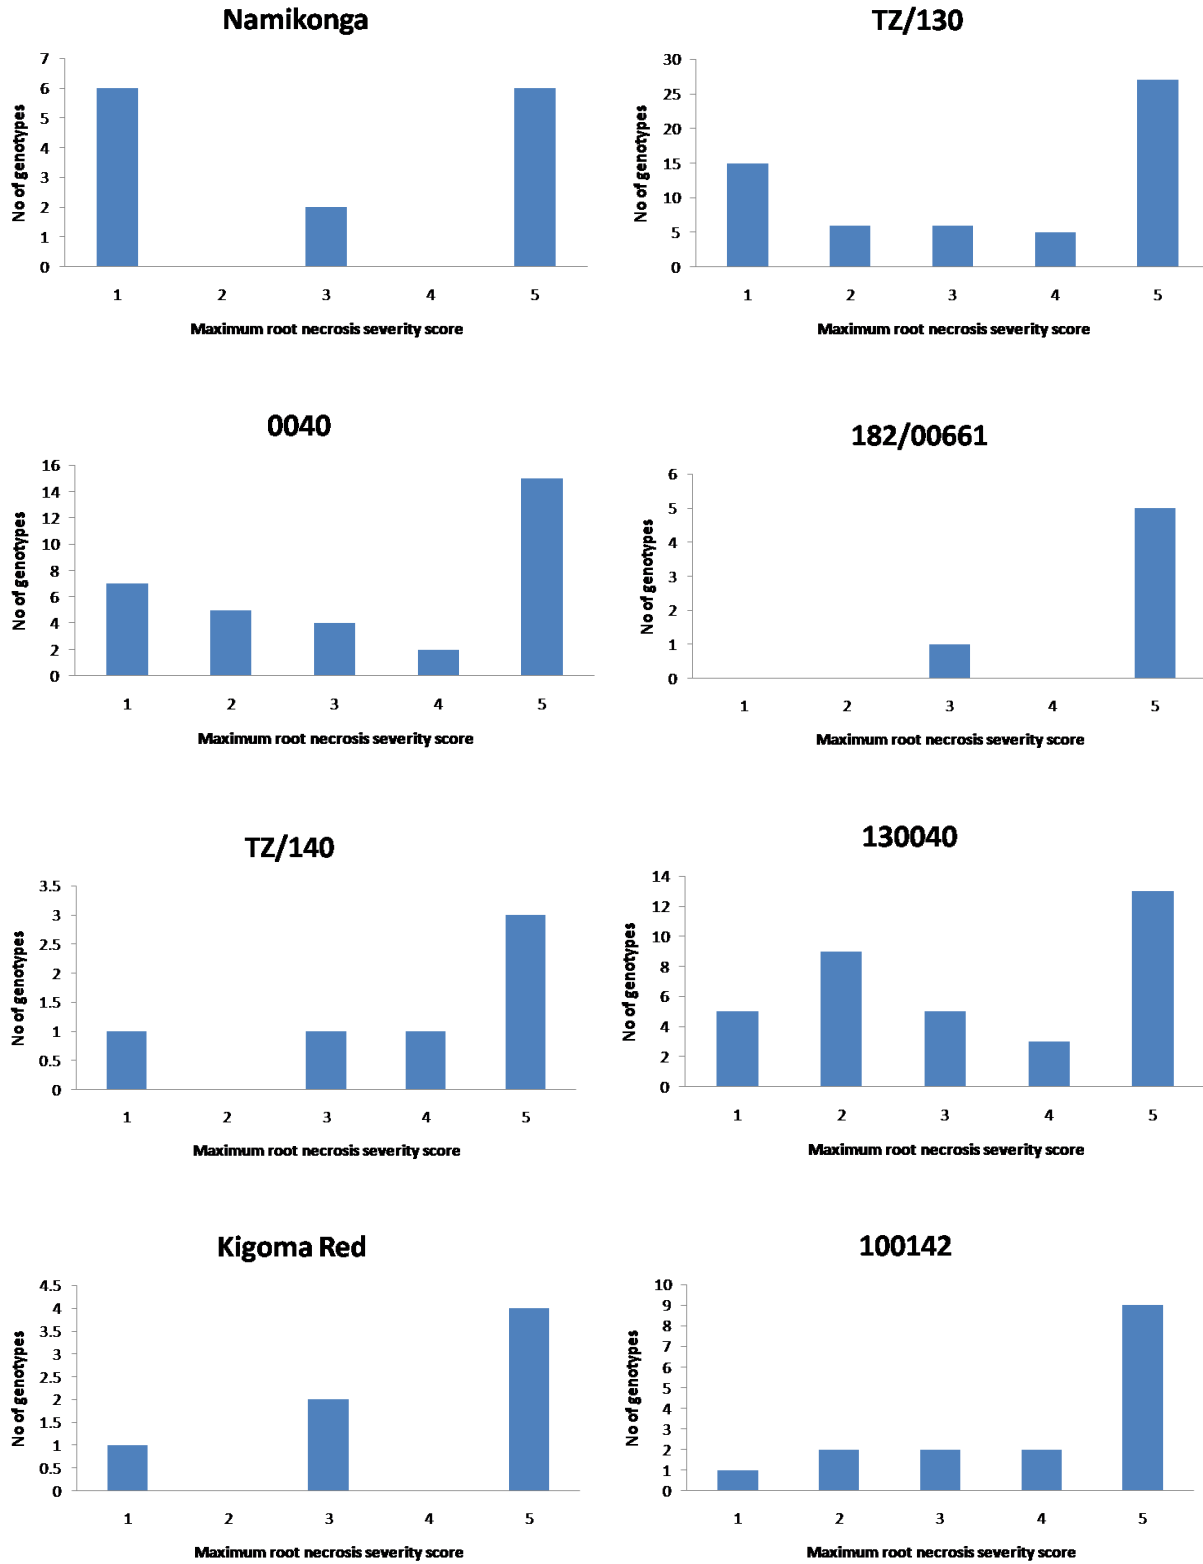 Namikonga
No of genotypes
7
6
5
4
3
2
1
0
1 2 3 4 5
Maximum root necrosis severity score
TZ/130
No of genotypes
30
25
20
15
10
5
0
1 2 3 4 5
Maximum root necrosis severity score
0040
No of genotypes
16
14
12
10
8
6
4
2
0
1 2 3 4 5
Maximum root necrosis severity score
182/00661
No of genotypes
6
5
4
3
2
1
0
1 2 3 4 5
Maximum root necrosis severity score
TZ/140
No of genotypes
3.5
3
2.5
2
1.5
1
0.5
0
1 2 3 4 5
Maximum root necrosis severity score
130040
No of genotypes
14
12
10
8
6
4
2
0
1 2 3 4 5
Maximum root necrosis severity score
Kigoma Red
No of genotypes
4.5
4
3.5
3
2.5
2
1.5
1
0.5
0
1 2 3 4 5
Maximum root necrosis severity score
100142
No of genotypes
10
9
8
7
6
5
4
3
2
1
0
1 2 3 4 5
Maximum root necrosis severity score